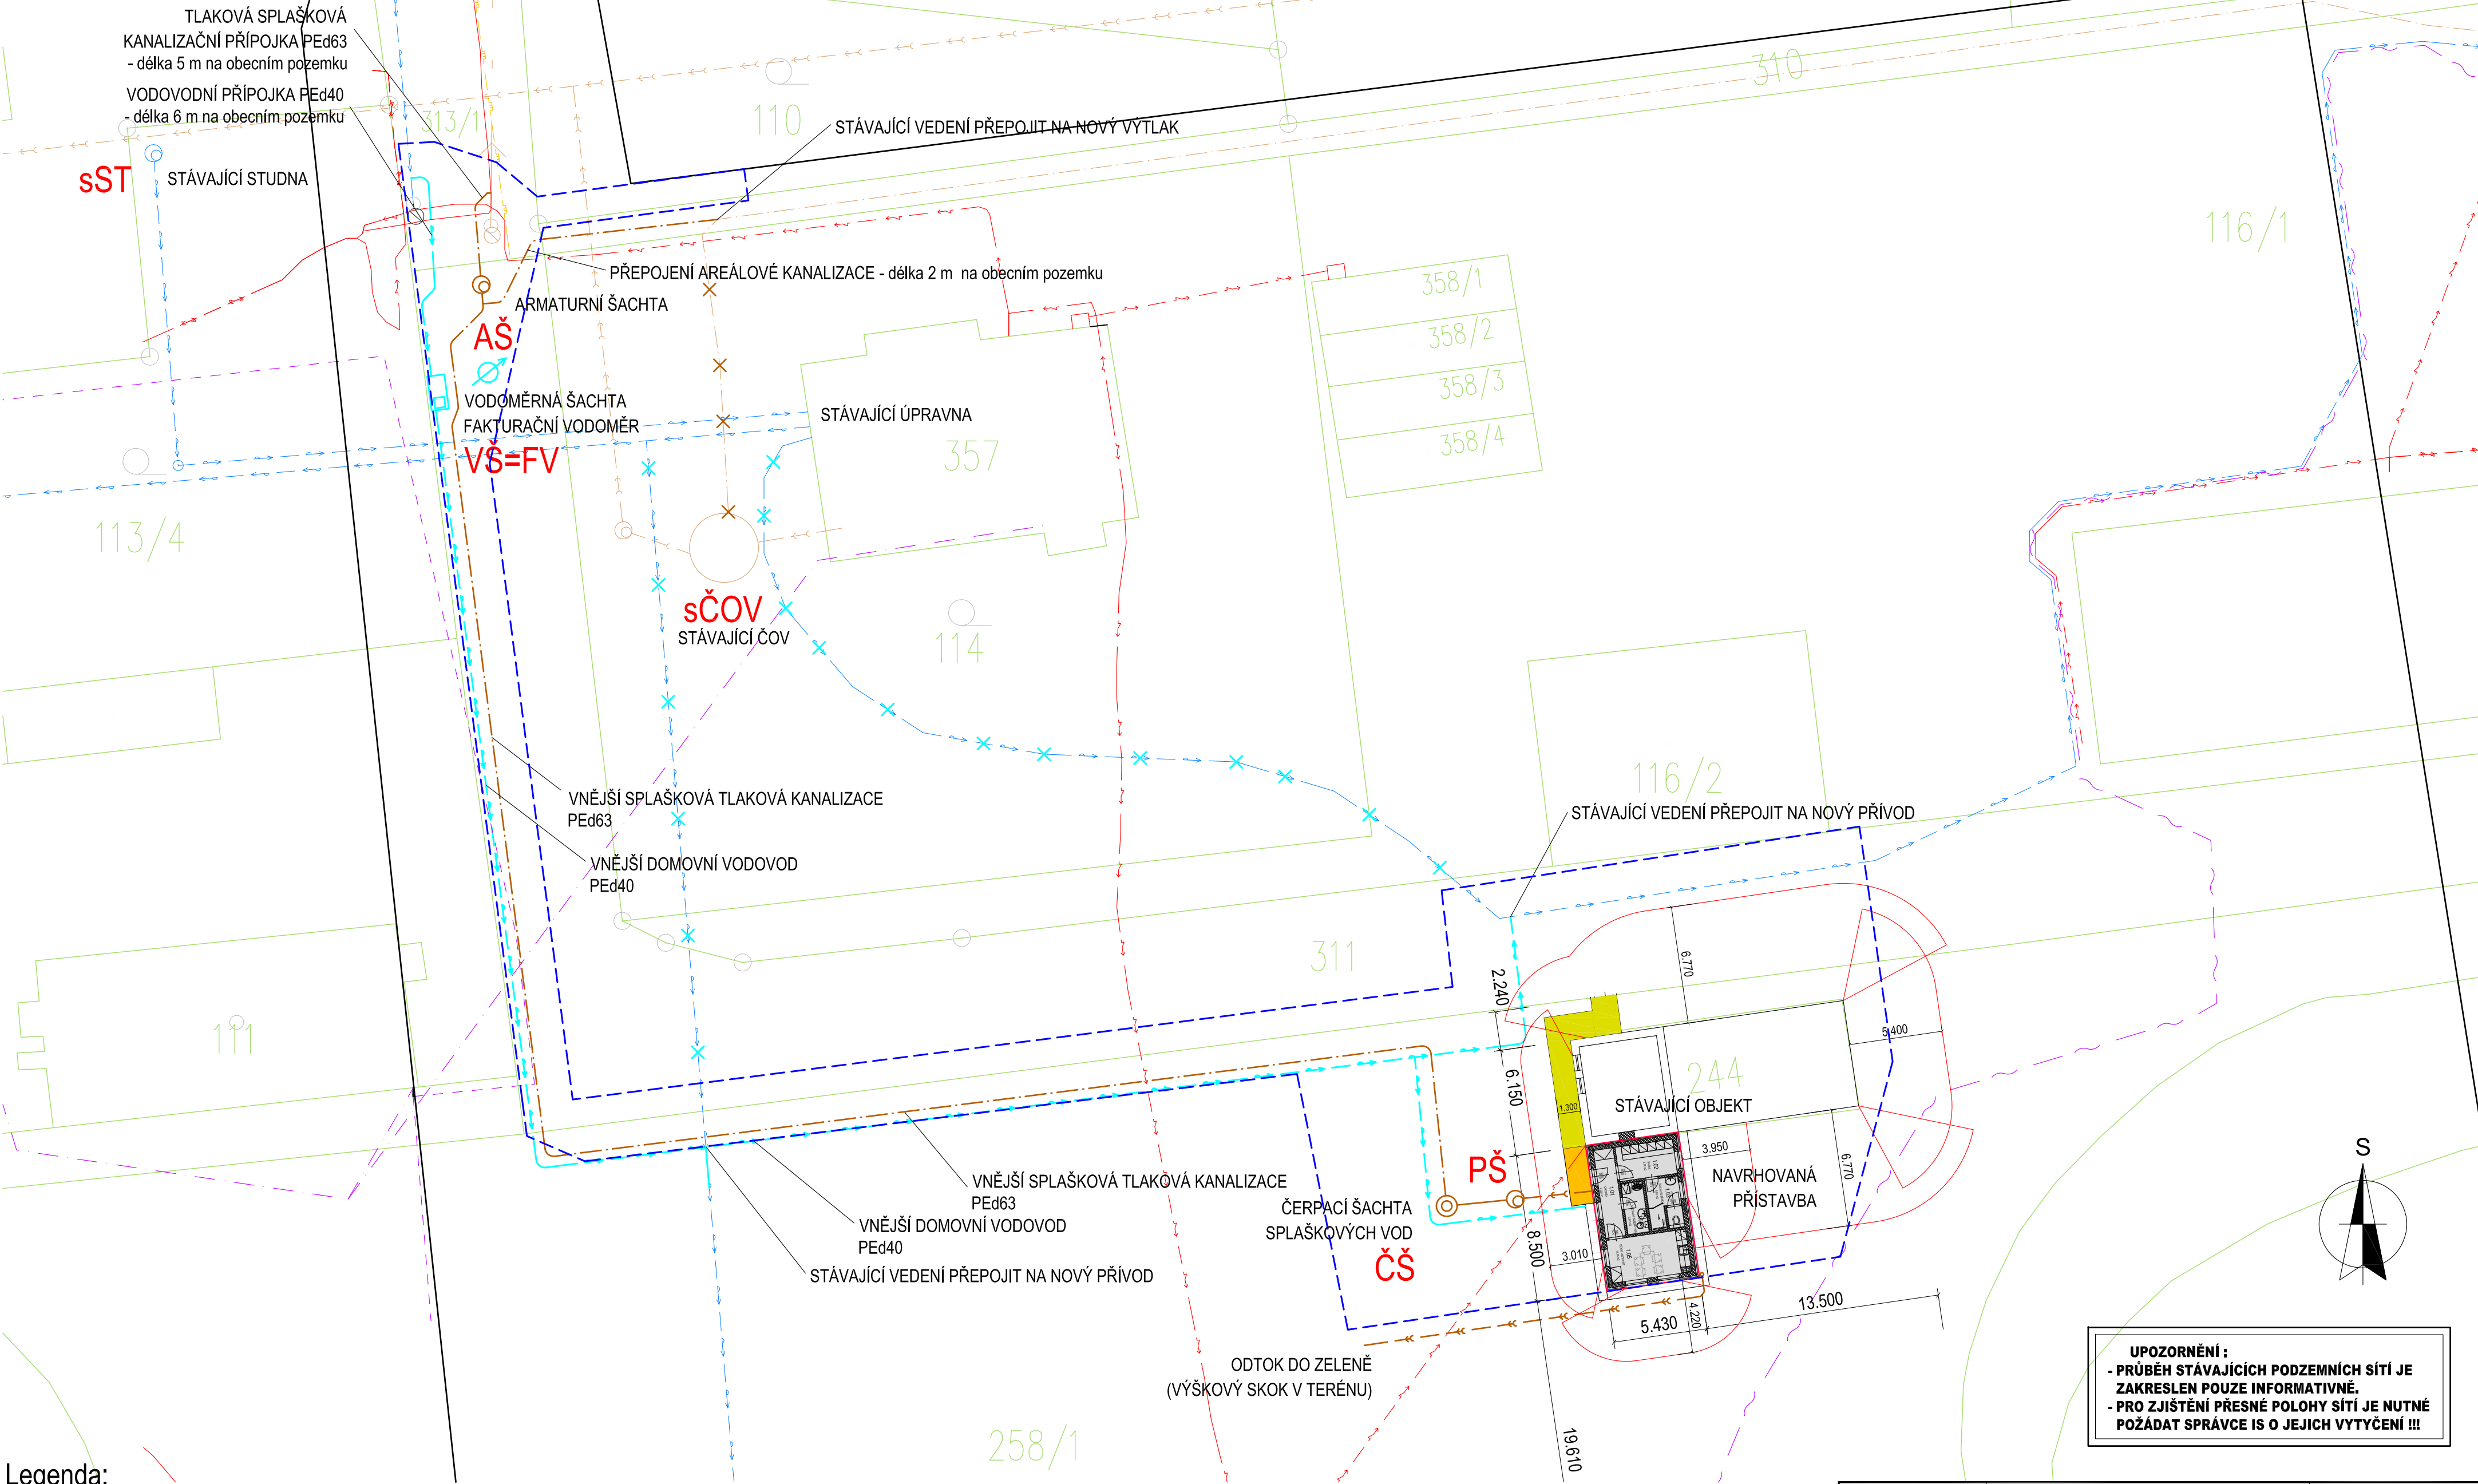 TLAKOVÁ SPLAŠKOVÁ
KANALIZAČNÍ PŘÍPOJKA PEd63
- délka 5 m na obecním pozemku
VODOVODNÍ PŘÍPOJKA PEd40
- délka 6 m na obecním pozemku
313/1
110
310
STÁVAJÍCÍ VEDENÍ PŘEPOJIT NA NOVÝ VÝTLAK
sST
STÁVAJÍCÍ STUDNA
116/1
PŘEPOJENÍ AREÁLOVÉ KANALIZACE - délka 2 m na obecním pozemku
ARMATURNÍ ŠACHTA
AŠ
358/1
358/2
358/3
358/4
VODOMĚRNÁ ŠACHTA
FAKTURAČNÍ VODOMĚR
VŠ=FV
STÁVAJÍCÍ ÚPRAVNA
357
113/4
sČOV
STÁVAJÍCÍ ČOV
114
116/2
VNĚJŠÍ SPLAŠKOVÁ TLAKOVÁ KANALIZACE
PEd63
STÁVAJÍCÍ VEDENÍ PŘEPOJIT NA NOVÝ PŘÍVOD
VNĚJŠÍ DOMOVNÍ VODOVOD
PEd40
311
111
2.240
6.770
5.400
244
6.150
1.300
STÁVAJÍCÍ OBJEKT
3.950
6.770
PŠ
NAVRHOVANÁ
PŘÍSTAVBA
VNĚJŠÍ SPLAŠKOVÁ TLAKOVÁ KANALIZACE
PEd63
VNĚJŠÍ DOMOVNÍ VODOVOD
PEd40
STÁVAJÍCÍ VEDENÍ PŘEPOJIT NA NOVÝ PŘÍVOD
ČERPACÍ ŠACHTA
SPLAŠKOVÝCH VOD
ČŠ
8.500
3.010
5.430
4.220
13.500
S
ODTOK DO ZELENĚ
(VÝŠKOVÝ SKOK V TERÉNU)
19.610
258/1
UPOZORNĚNÍ :
- PRŮBĚH STÁVAJÍCÍCH PODZEMNÍCH SÍTÍ JE
ZAKRESLEN POUZE INFORMATIVNĚ.
- PRO ZJIŠTĚNÍ PŘESNÉ POLOHY SÍTÍ JE NUTNÉ
POŽÁDAT SPRÁVCE IS O JEJICH VYTYČENÍ !!!
Legenda: